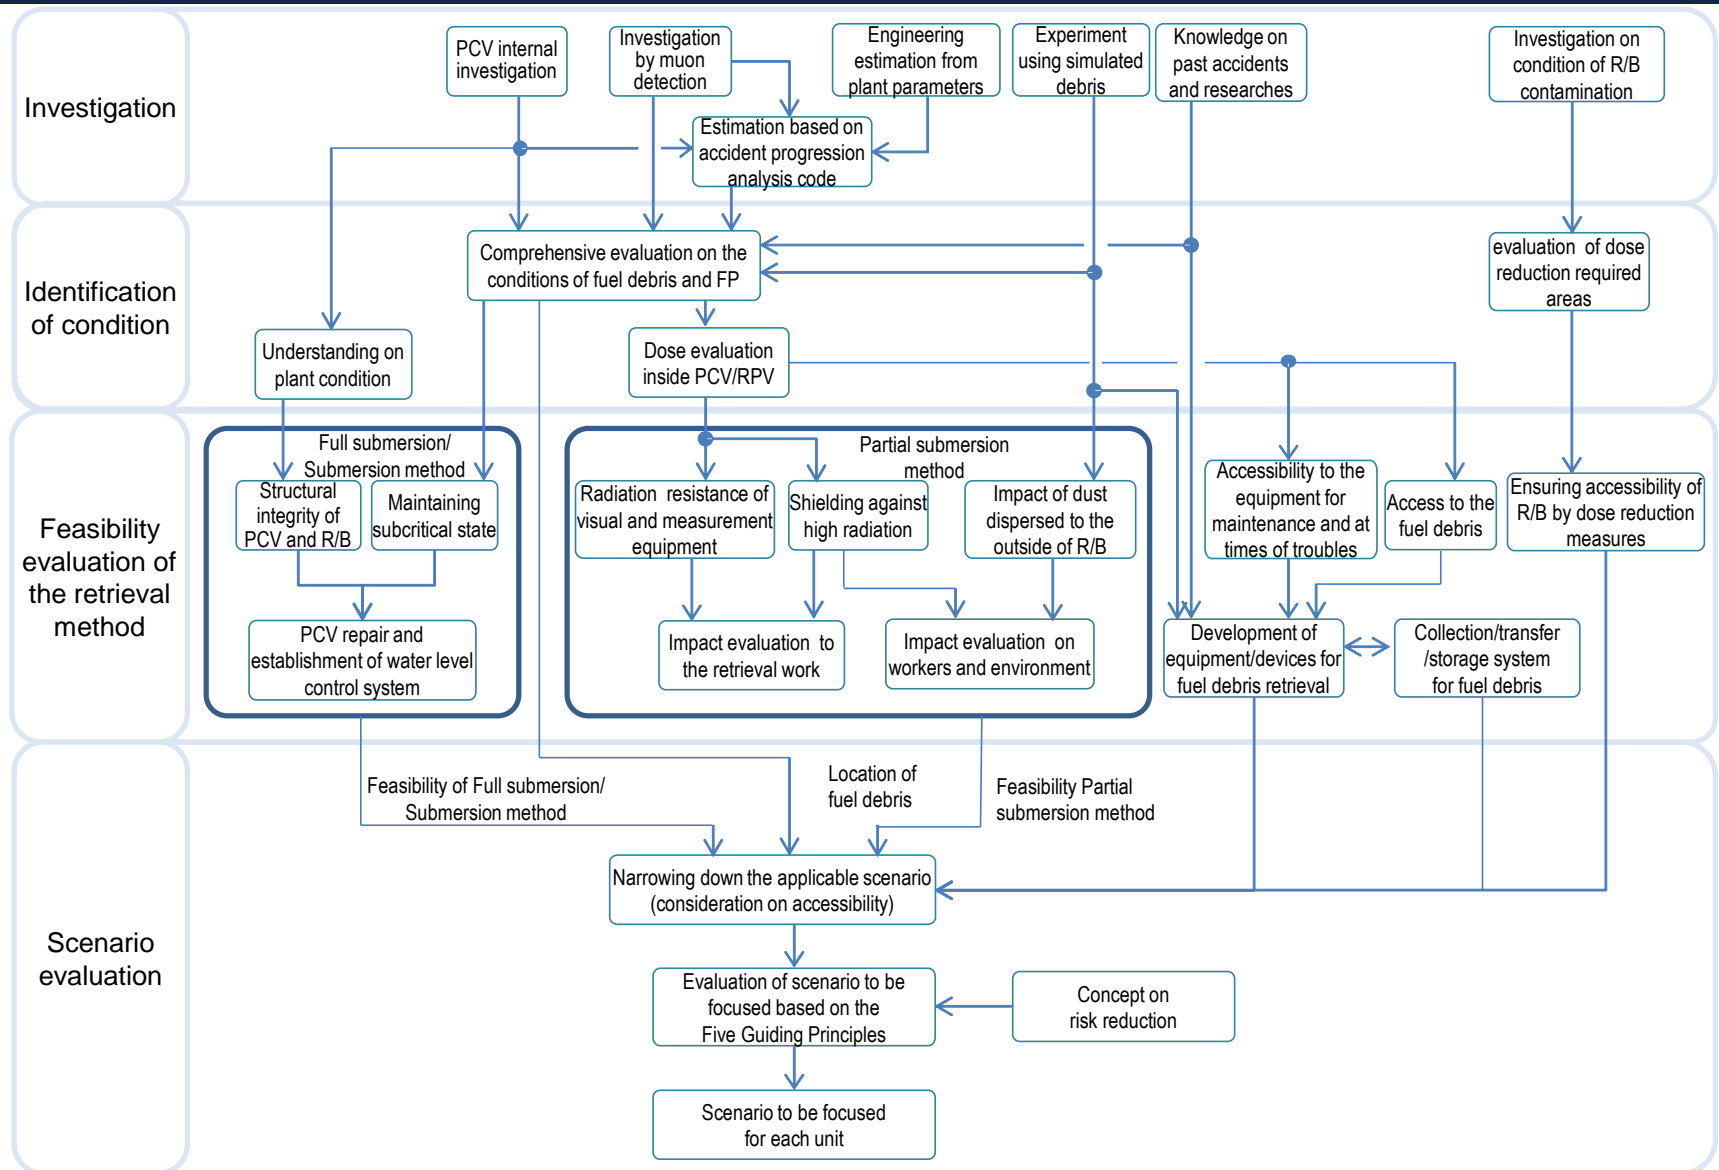 Investigation
PCV internal
investigation
Investigation
by muon
detection
Engineering
estimation from
plant parameters
Experiment
using simulated
debris
Knowledge on
past accidents
and researches
Investigation on
condition of R/B
contamination
Estimation based on
accident progression
analysis code
Identification
of condition
Comprehensive evaluation on the
conditions of fuel debris and FP
evaluation of dose
reduction required
areas
Understanding on
plant condition
Dose evaluation
inside PCV/RPV
Feasibility
evaluation of
the retrieval
method
Full submersion/
Submersion method
Structural
integrity of
PCV and R/B
Maintaining
subcritical state
PCV repair and
establishment of water level
control system
Partial submersion
method
Radiation resistance of
visual and measurement
equipment
Shielding against
high radiation
Impact of dust
dispersed to the
outside of R/B
Impact evaluation to
the retrieval work
Impact evaluation on
workers and environment
Accessibility to the
equipment for
maintenance and at
times of troubles
Access to the
fuel debris
Ensuring accessibility of
R/B by dose reduction
measures
Development of
equipment/devices for
fuel debris retrieval
Collection/transfer
/storage system
for fuel debris
Scenario
evaluation
Feasibility of Full submersion/
Submersion method
Location of
fuel debris
Feasibility Partial
submersion method
Narrowing down the applicable scenario
(consideration on accessibility)
Evaluation of scenario to be
focused based on the
Five Guiding Principles
Concept on
risk reduction
Scenario to be focused
for each unit